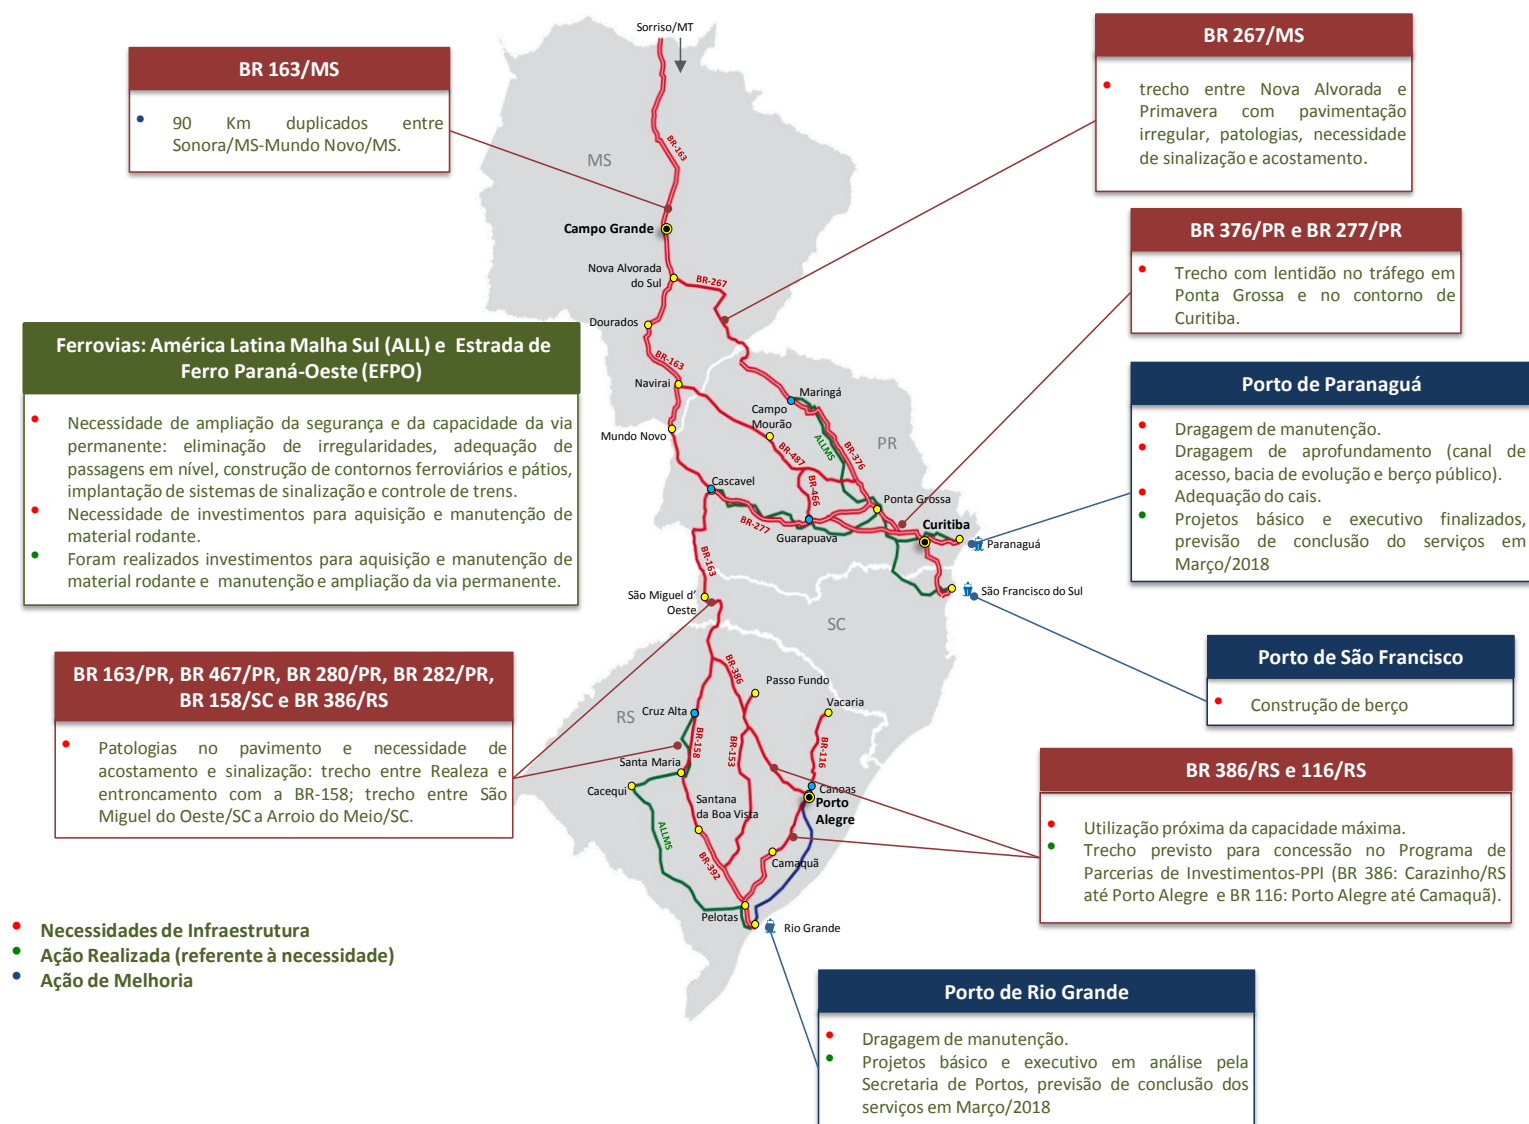 Sorriso/MT
BR 163/MS
90 Km duplicados entre
Sonora/MS-Mundo Novo/MS.
BR 267/MS
trecho entre Nova Alvorada e
Primavera com pavimentação
irregular, patologias, necessidade
de sinalização e acostamento.
BR 376/PR e BR 277/PR
Trecho com lentidão no tráfego em
Ponta Grossa e no contorno de
Curitiba.
Ferrovias: América Latina Malha Sul (ALL) e Estrada de
Ferro Paraná-Oeste (EFPO)
Necessidade de ampliação da segurança e da capacidade da via
permanente: eliminação de irregularidades, adequação de
passagens em nível, construção de contornos ferroviários e pátios,
implantação de sistemas de sinalização e controle de trens.
Necessidade de investimentos para aquisição e manutenção de
material rodante.
Foram realizados investimentos para aquisição e manutenção de
material rodante e manutenção e ampliação da via permanente.
Porto de Paranaguá
Dragagem de manutenção.
Dragagem de aprofundamento (canal de
acesso, bacia de evolução e berço público).
Adequação do cais.
Projetos básico e executivo finalizados,
previsão de conclusão do serviços em
Março/2018
Porto de São Francisco
Construção de berço
BR 163/PR, BR 467/PR, BR 280/PR, BR 282/PR,
BR 158/SC e BR 386/RS
Patologias no pavimento e necessidade de
acostamento e sinalização: trecho entre Realeza e
entroncamento com a BR-158; trecho entre São
Miguel do Oeste/SC a Arroio do Meio/SC.
BR 386/RS e 116/RS
Utilização próxima da capacidade máxima.
Trecho previsto para concessão no Programa de
Parcerias de Investimentos-PPI (BR 386: Carazinho/RS
até Porto Alegre e BR 116: Porto Alegre até Camaquã).
Porto de Rio Grande
Dragagem de manutenção.
Projetos básico e executivo em análise pela
Secretaria de Portos, previsão de conclusão dos
serviços em Março/2018
Necessidades de Infraestrutura
Ação Realizada (referente à necessidade)
Ação de Melhoria
BR-163
MS
Campo Grande
Nova Alvorada
do Sul
BR-267
Dourados
BR-163
Navirai
Mundo Novo
Maringá
Campo
Mourão
ALLMS
BR-376
PR
BR-487
BR-466
Cascavel
BR-277
Guarapuava
Ponta Grossa
Curitiba
Paranaguá
BR-163
São Francisco do Sul
São Miguel d'
Oeste
SC
BR-386
Passo Fundo
Vacaria
RS
Cruz Alta
BR-158
BR-153
BR-116
Santa Maria
Cacequi
Canoas
Porto
Alegre
Santana
da Boa Vista
ALLMS
BR-392
Camaquã
Pelotas
Rio Grande